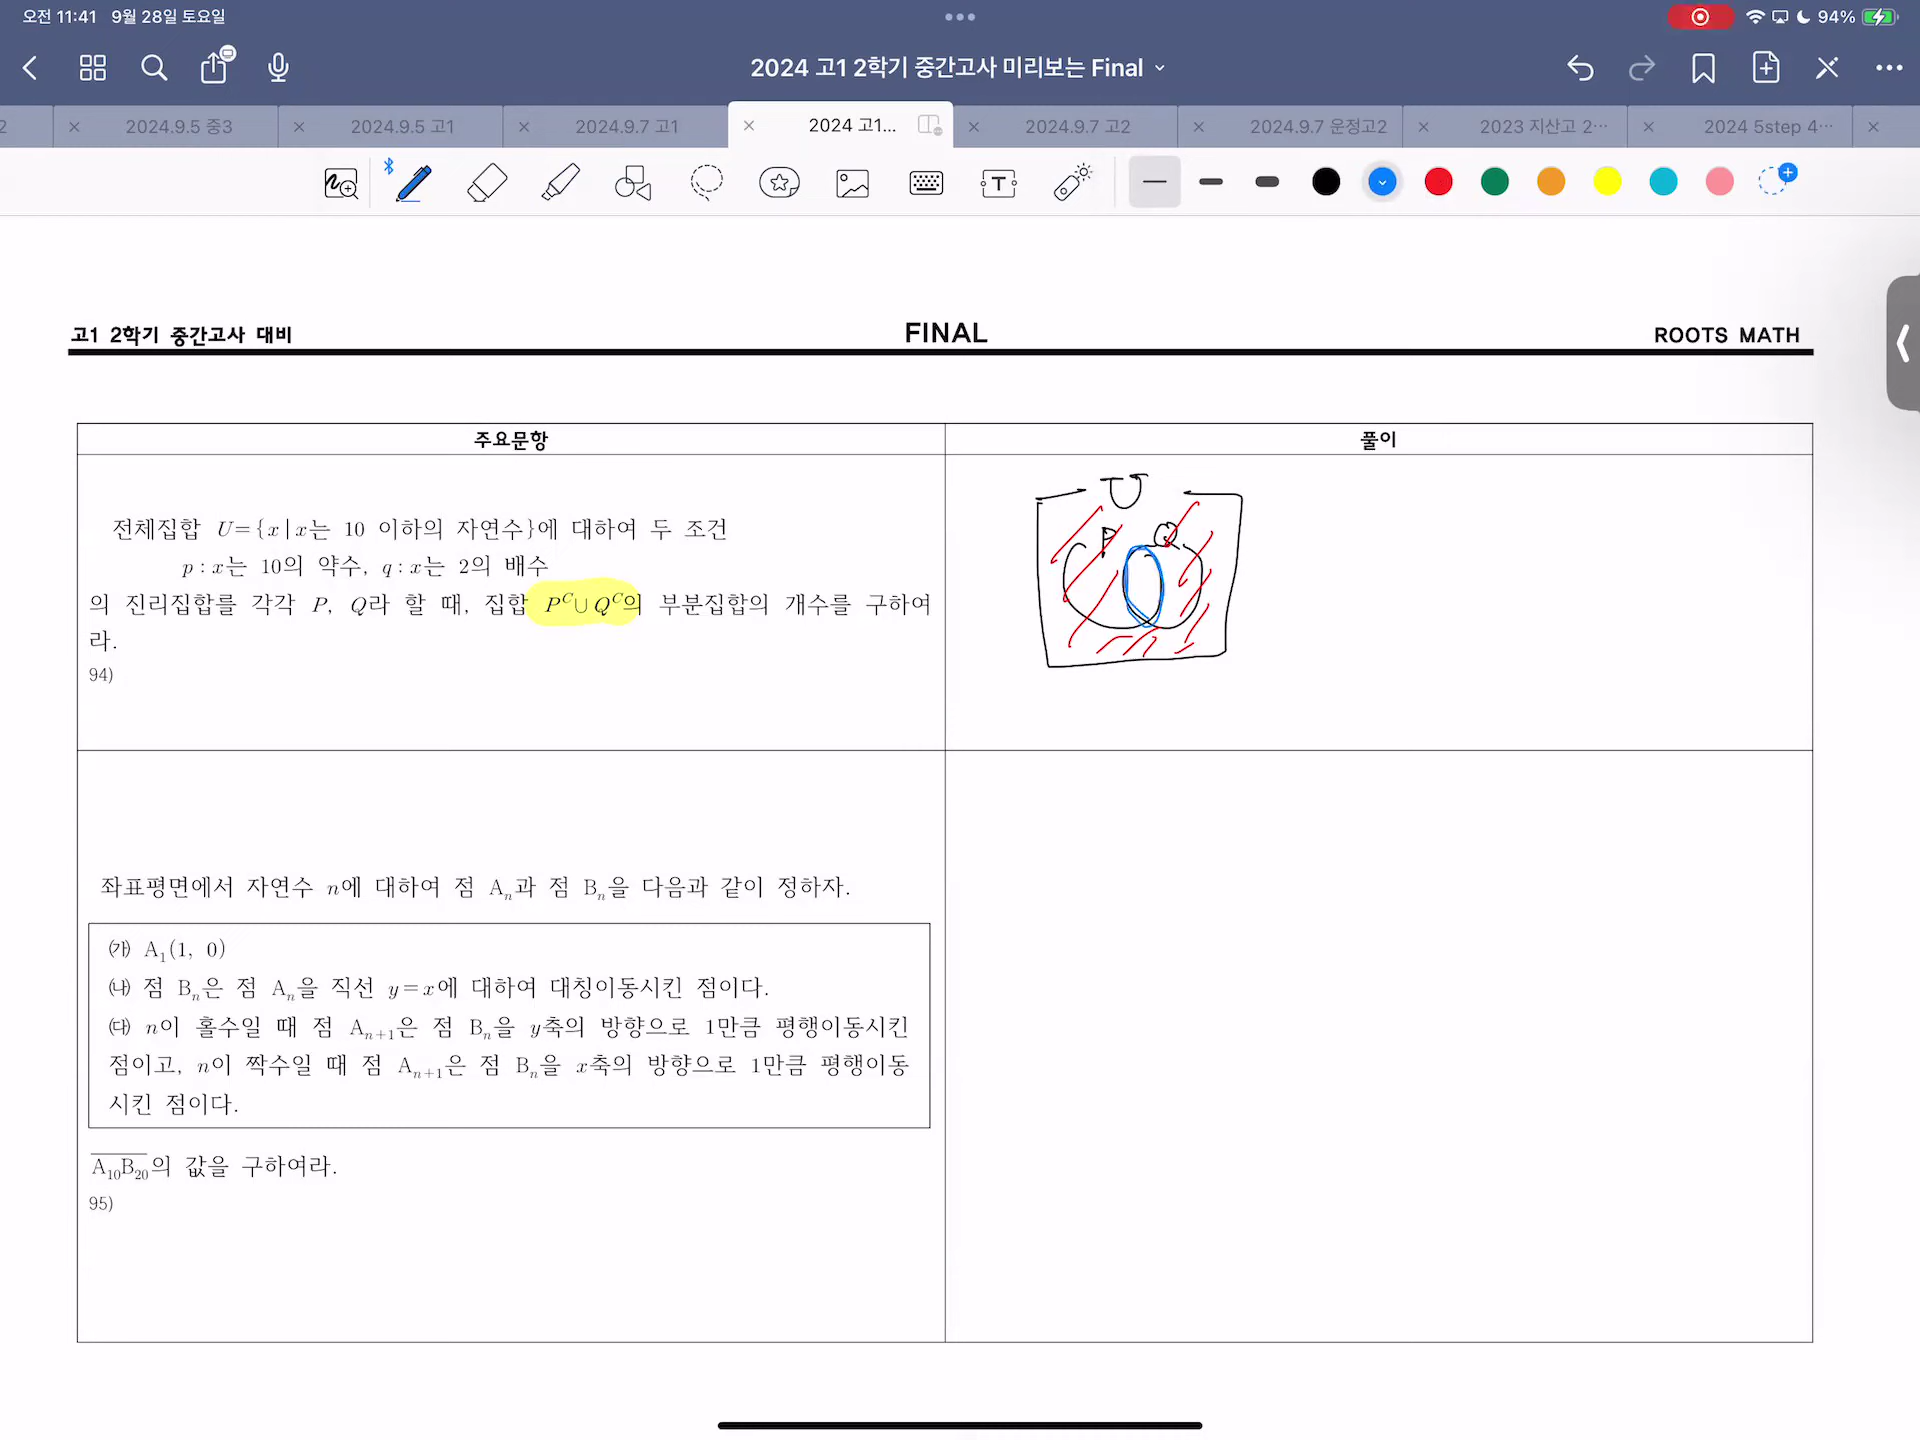 오전 11:41 9월 28일 토요일
94%
2024 고1 2학기 중간고사 미리보는 Final
2
2024.9.5 중3
2024.9.5 고1
2024.9.7 고1
2024 고1...
2024.9.7 고2
2024.9.7 운정고2
2023 지산고 2…
2024 5step 4…
고1 2학기 중간고사 대비
FINAL
ROOTS MATH
주요문항
풀이
전체집합 U={x|x는 10 이하의 자연수}에 대하여 두 조건
p : x는 10의 약수, q : x는 2의 배수
의 진리집합를 각각 P, Q라 할 때, 집합 P^C∪Q^C의 부분집합의 개수를 구하여
라.
94)
U
P Q
좌표평면에서 자연수 n에 대하여 점 A_n과 점 B_n을 다음과 같이 정하자.
㈎ A_1(1, 0)
㈏ 점 B_n은 점 A_n을 직선 y=x에 대하여 대칭이동시킨 점이다.
㈐ n이 홀수일 때 점 A_{n+1}은 점 B_n을 y축의 방향으로 1만큼 평행이동시킨
점이고, n이 짝수일 때 점 A_{n+1}은 점 B_n을 x축의 방향으로 1만큼 평행이동
시킨 점이다.
A_10B_20의 값을 구하여라.
95)